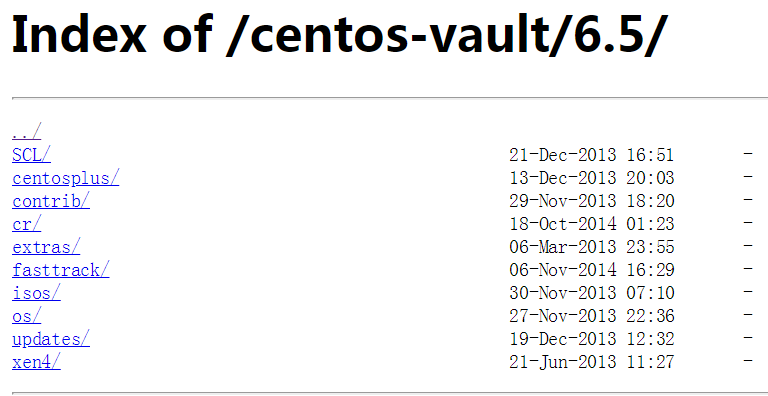 Index of /centos-vault/6.5/
../
SCL/ 21-Dec-2013 16:51 -
centosplus/ 13-Dec-2013 20:03 -
contrib/ 29-Nov-2013 18:20 -
cr/ 18-Oct-2014 01:23 -
extras/ 06-Mar-2013 23:55 -
fasttrack/ 06-Nov-2014 16:29 -
isos/ 30-Nov-2013 07:10 -
os/ 27-Nov-2013 22:36 -
updates/ 19-Dec-2013 12:32 -
xen4/ 21-Jun-2013 11:27 -